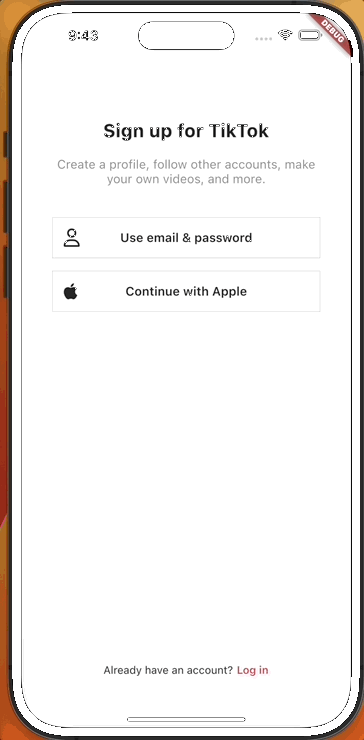 9:43
DEBUG
Sign up for TikTok
Create a profile, follow other accounts, make
your own videos, and more.
Use email & password
Continue with Apple
Already have an account? Log in